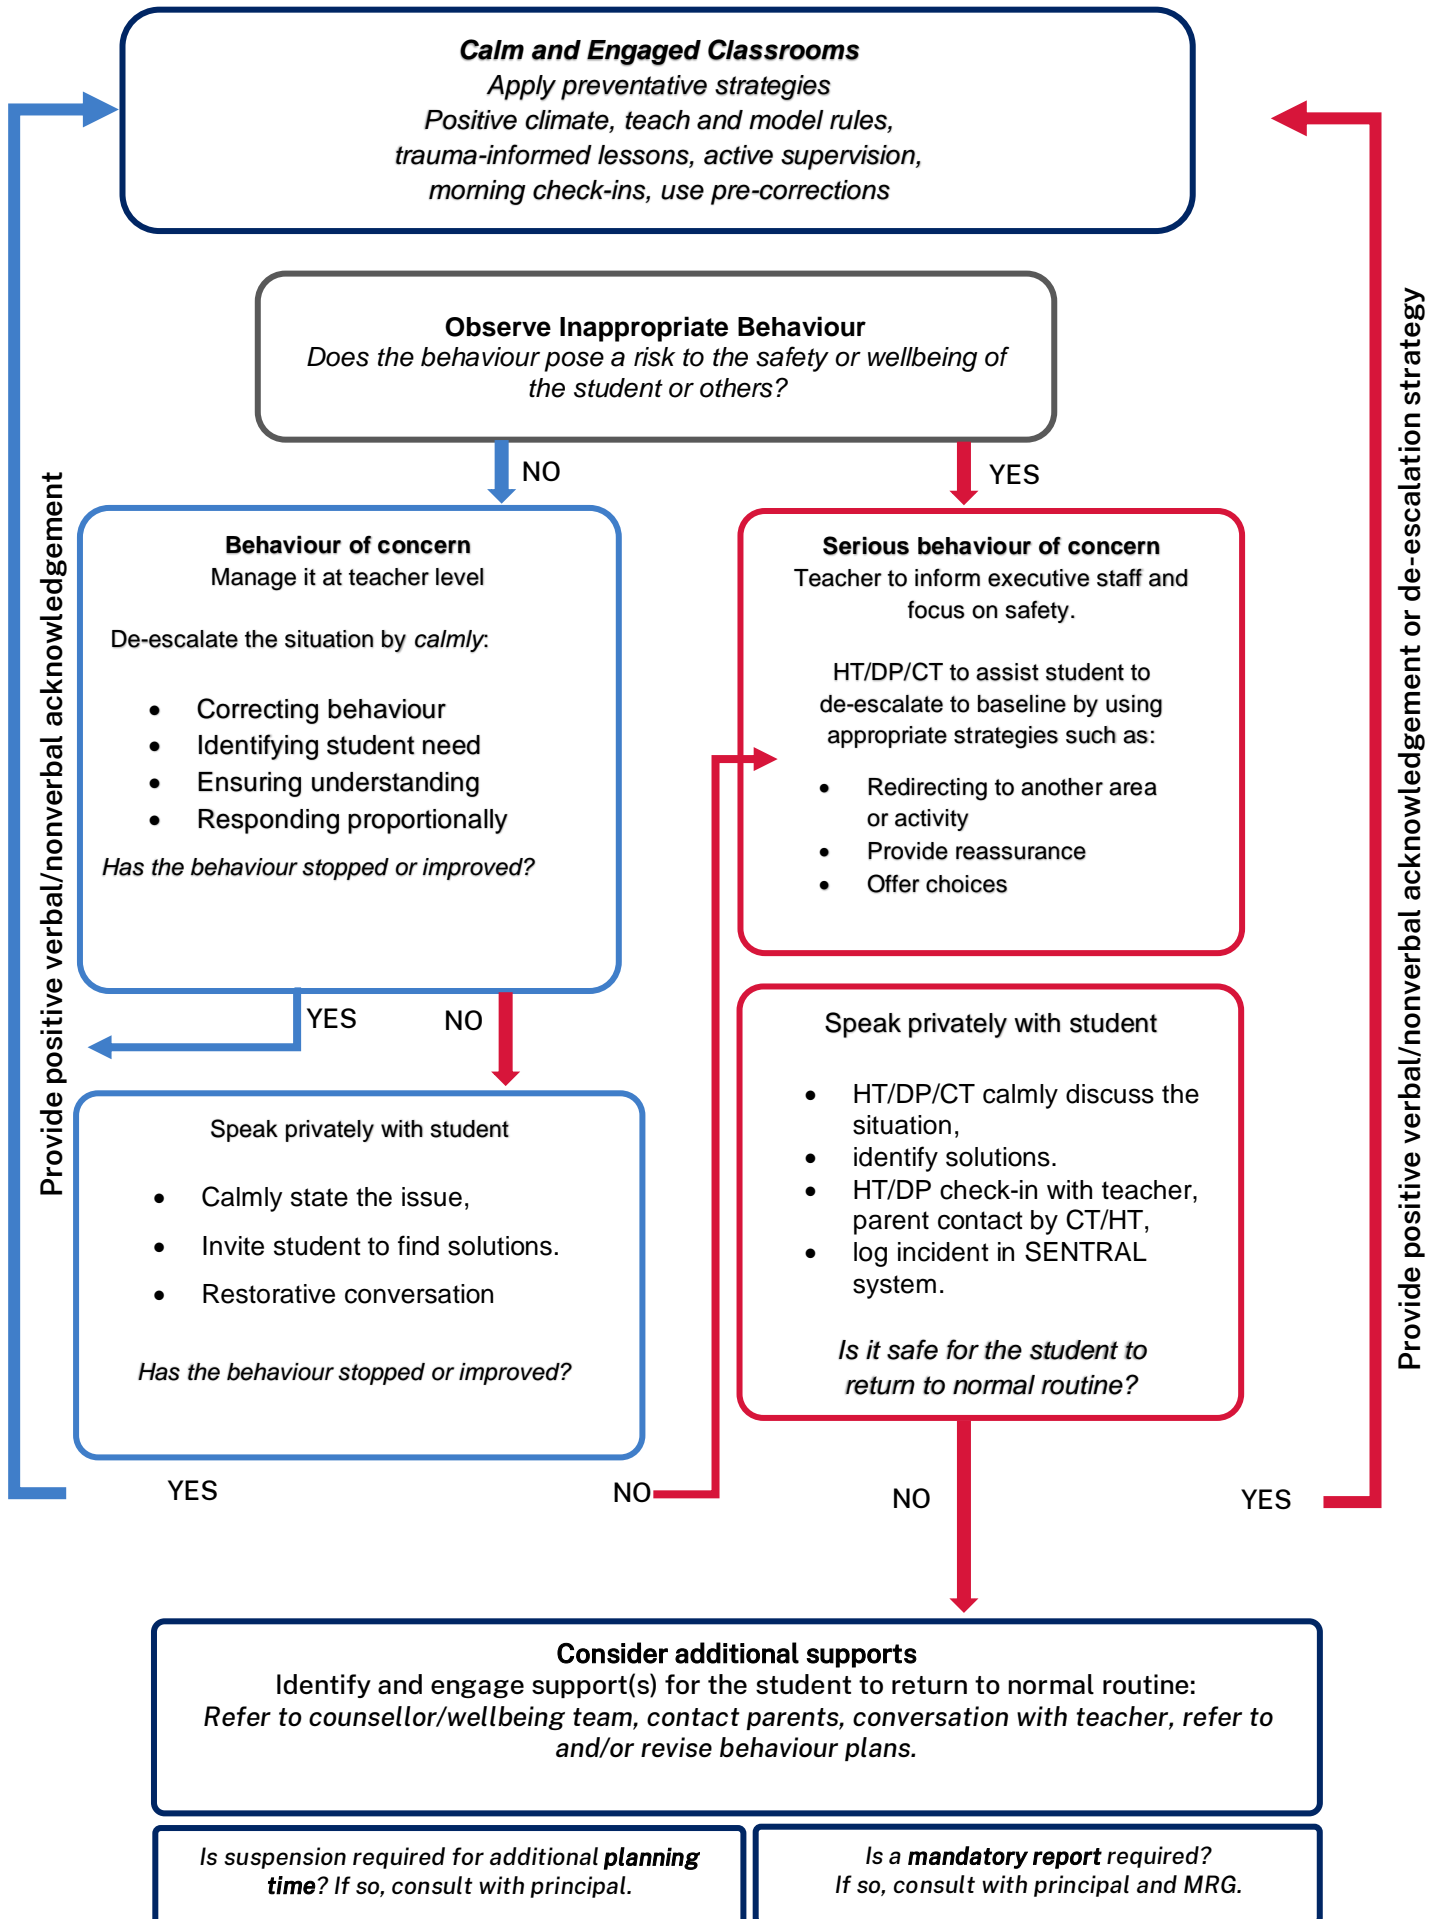 Calm and Engaged Classrooms
Apply preventative strategies
Positive climate, teach and model rules,
trauma-informed lessons, active supervision,
morning check-ins, use pre-corrections
Observe Inappropriate Behaviour
Does the behaviour pose a risk to the safety or wellbeing of
the student or others?
NO
YES
Provide positive verbal/nonverbal acknowledgement
Behaviour of concern
Manage it at teacher level
De-escalate the situation by calmly:
• Correcting behaviour
• Identifying student need
• Ensuring understanding
• Responding proportionally
Has the behaviour stopped or improved?
YES
NO
Speak privately with student
• Calmly state the issue,
• Invite student to find solutions.
• Restorative conversation
Has the behaviour stopped or improved?
YES
NO
Serious behaviour of concern
Teacher to inform executive staff and
focus on safety.
HT/DP/CT to assist student to
de-escalate to baseline by using
appropriate strategies such as:
• Redirecting to another area
or activity
• Provide reassurance
• Offer choices
Speak privately with student
• HT/DP/CT calmly discuss the
situation,
• identify solutions.
• HT/DP check-in with teacher,
parent contact by CT/HT,
• log incident in SENTRAL
system.
Is it safe for the student to
return to normal routine?
NO
YES
Provide positive verbal/nonverbal acknowledgement or de-escalation strategy
Consider additional supports
Identify and engage support(s) for the student to return to normal routine:
Refer to counsellor/wellbeing team, contact parents, conversation with teacher, refer to
and/or revise behaviour plans.
Is suspension required for additional planning
time? If so, consult with principal.
Is a mandatory report required?
If so, consult with principal and MRG.